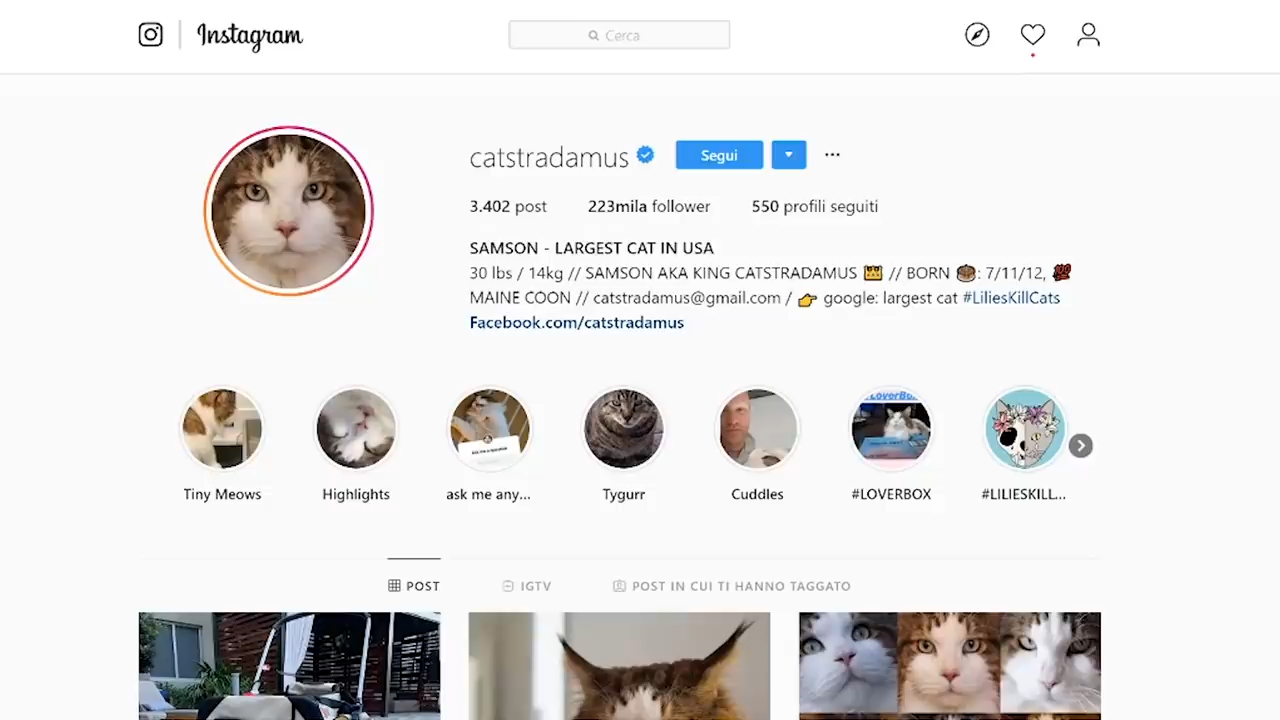 Instagram
Cerca
catstradamus
Segui
3.402 post 223mila follower 550 profili seguiti
SAMSON - LARGEST CAT IN USA
30 lbs / 14kg // SAMSON AKA KING CATSTRADAMUS 👑 // BORN 🎂: 7/11/12, 💯
MAINE COON // catstradamus@gmail.com / 👉 google: largest cat #LiliesKillCats
Facebook.com/catstradamus
Tiny Meows Highlights ask me any... Tygurr Cuddles #LOVERBOX #LILIESKILL...
POST IGTV POST IN CUI TI HANNO TAGGATO